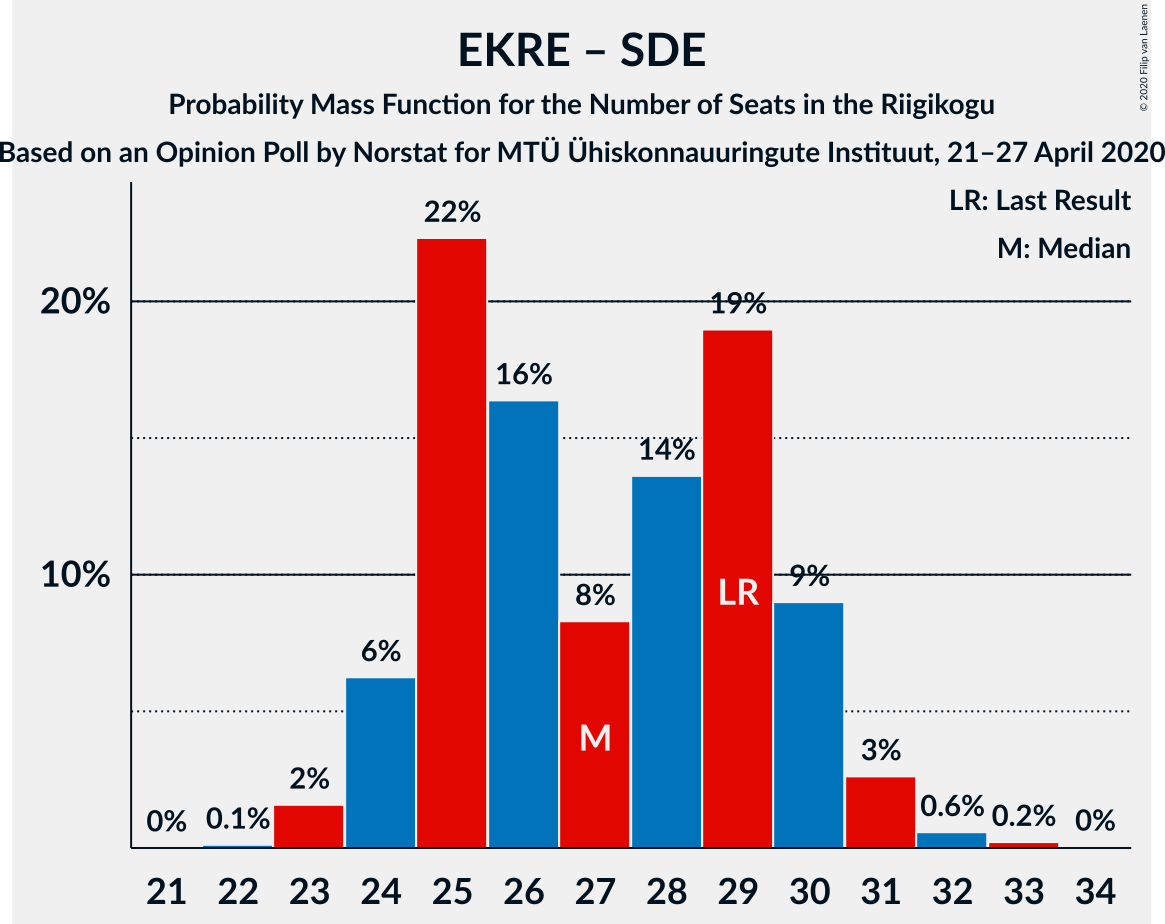 EKRE – SDE
Probability Mass Function for the Number of Seats in the Riigikogu
Based on an Opinion Poll by Norstat for MTÜ Ühiskonnauuringute Instituut, 21–27 April 2020
© 2020 Filip van Laenen
LR: Last Result
M: Median
22%
20%
19%
16%
14%
10%
9%
8%
LR
6%
M
3%
2%
0%
0.1%
0.6%
0.2%
0%
21 22 23 24 25 26 27 28 29 30 31 32 33 34